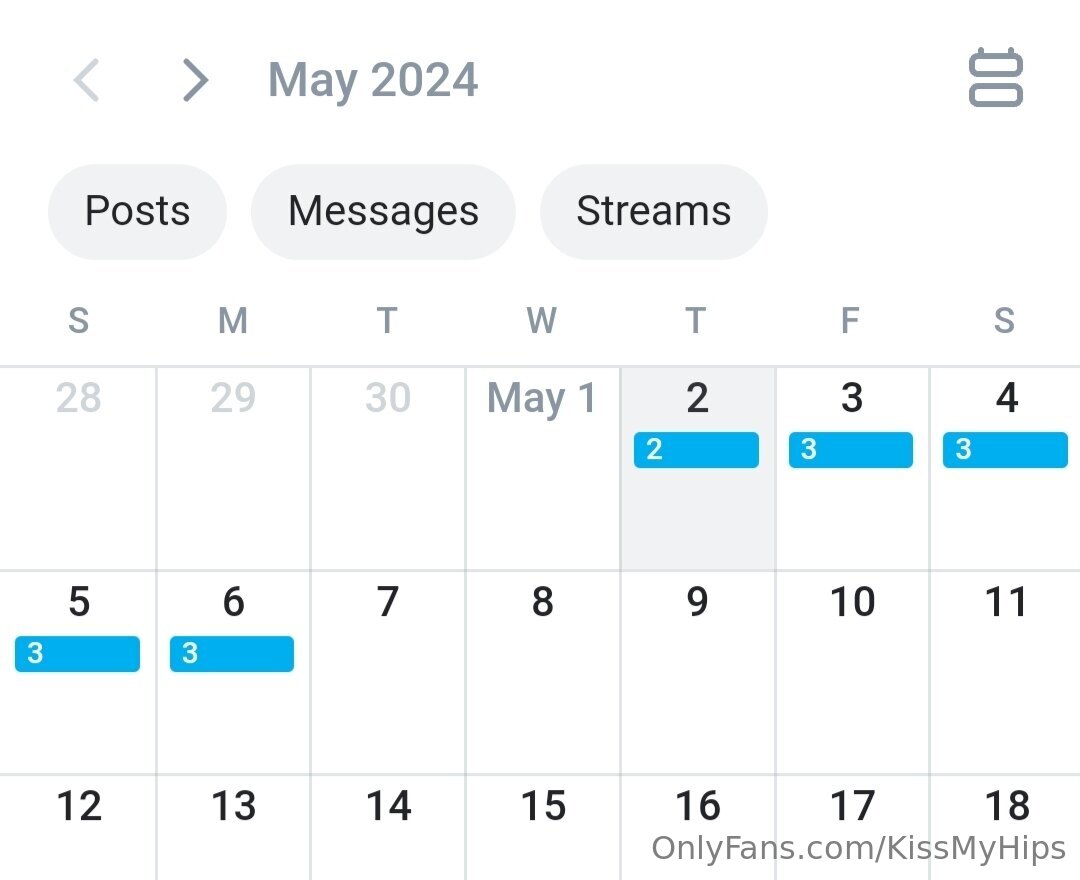 May 2024
Posts Messages Streams
S M T W T F S
28 29 30 May 1 2 3 4
2 3 3
5 6 7 8 9 10 11
3 3
12 13 14 15 16 17 18
OnlyFans.com/KissMyHips